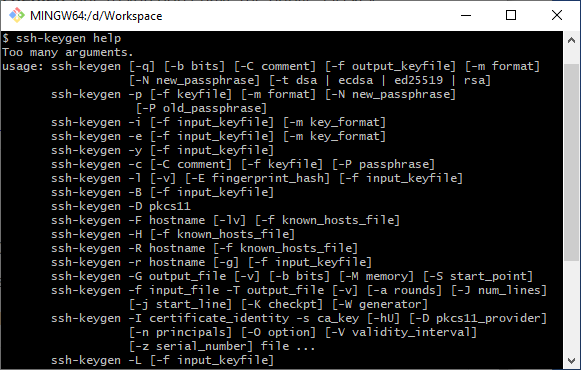 MINGW64:/d/Workspace
$ ssh-keygen help
Too many arguments.
usage: ssh-keygen [-q] [-b bits] [-C comment] [-f output_keyfile] [-m format]
                  [-N new_passphrase] [-t dsa | ecdsa | ed25519 | rsa]
       ssh-keygen -p [-f keyfile] [-m format] [-N new_passphrase]
                   [-P old_passphrase]
       ssh-keygen -i [-f input_keyfile] [-m key_format]
       ssh-keygen -e [-f input_keyfile] [-m key_format]
       ssh-keygen -y [-f input_keyfile]
       ssh-keygen -c [-C comment] [-f keyfile] [-P passphrase]
       ssh-keygen -l [-v] [-E fingerprint_hash] [-f input_keyfile]
       ssh-keygen -B [-f input_keyfile]
       ssh-keygen -D pkcs11
       ssh-keygen -F hostname [-lv] [-f known_hosts_file]
       ssh-keygen -H [-f known_hosts_file]
       ssh-keygen -R hostname [-f known_hosts_file]
       ssh-keygen -r hostname [-g] [-f input_keyfile]
       ssh-keygen -G output_file [-v] [-b bits] [-M memory] [-S start_point]
       ssh-keygen -f input_file -T output_file [-v] [-a rounds] [-J num_lines]
                  [-j start_line] [-K checkpt] [-W generator]
       ssh-keygen -I certificate_identity -s ca_key [-hU] [-D pkcs11_provider]
                  [-n principals] [-O option] [-V validity_interval]
                  [-z serial_number] file ...
       ssh-keygen -L [-f input_keyfile]